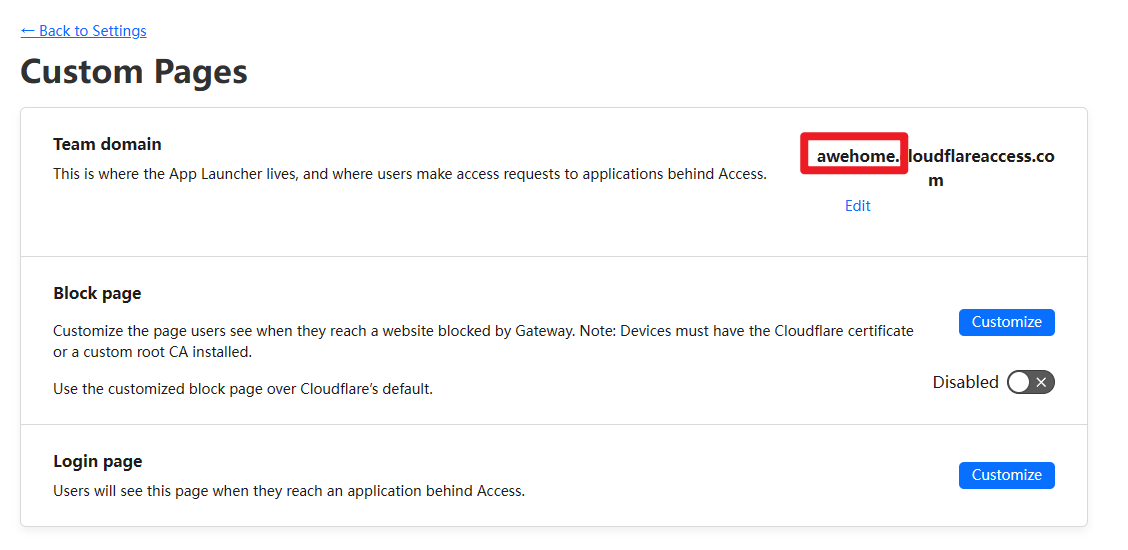 ← Back to Settings
Custom Pages
Team domain
This is where the App Launcher lives, and where users make access requests to applications behind Access.
awehome.loudflareaccess.co
m
Edit
Block page
Customize the page users see when they reach a website blocked by Gateway. Note: Devices must have the Cloudflare certificate
or a custom root CA installed.
Customize
Use the customized block page over Cloudflare’s default.
Disabled
Login page
Users will see this page when they reach an application behind Access.
Customize